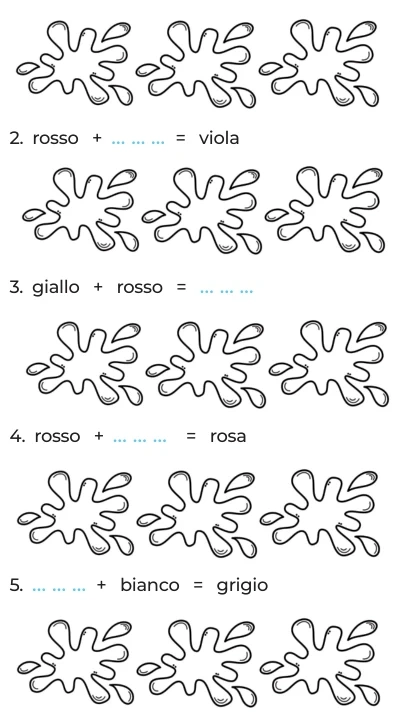 2. rosso + ... ... ... = viola
3. giallo + rosso = ... ... ...
4. rosso + ... ... ... = rosa
5. ... ... ... + bianco = grigio